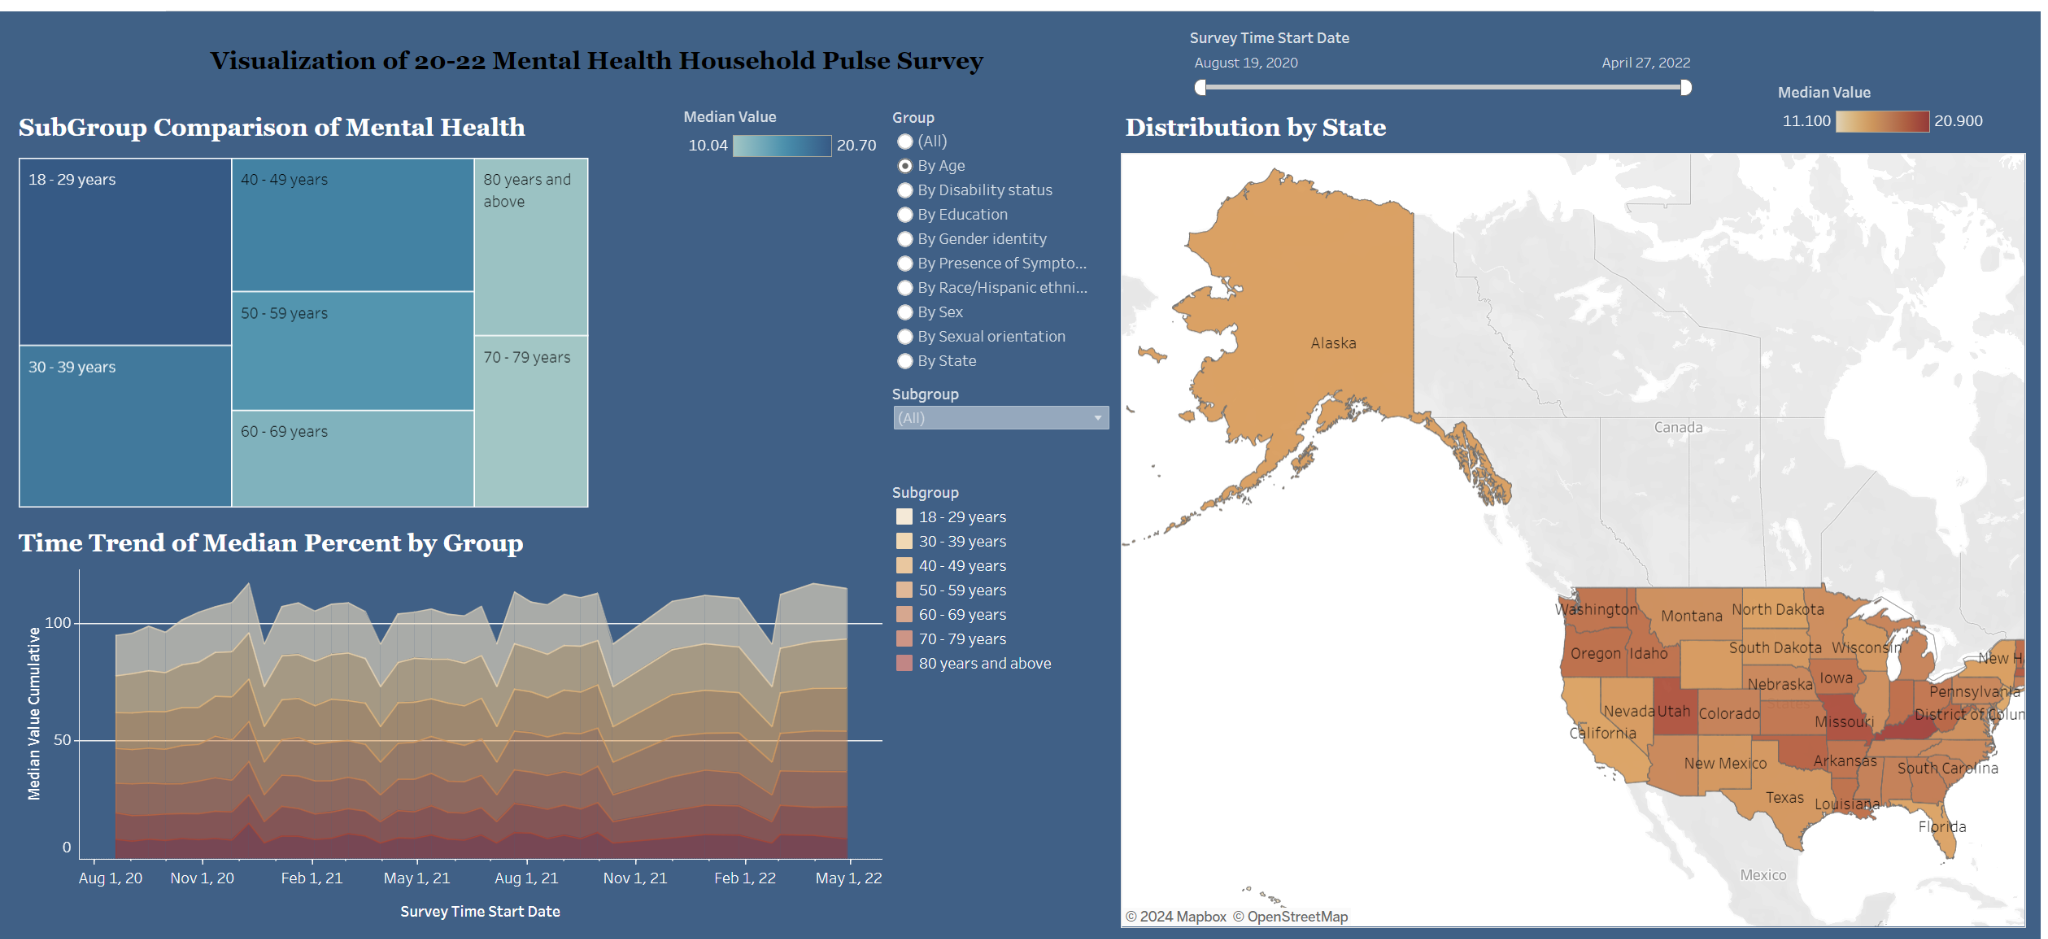 Visualization of 20-22 Mental Health Household Pulse Survey
Survey Time Start Date
August 19, 2020 April 27, 2022
Median Value
11.100 20.900
SubGroup Comparison of Mental Health
Median Value
10.04 20.70
18 - 29 years
30 - 39 years
40 - 49 years
50 - 59 years
60 - 69 years
80 years and
above
70 - 79 years
Group
(All)
By Age
By Disability status
By Education
By Gender identity
By Presence of Sympto...
By Race/Hispanic ethni...
By Sex
By Sexual orientation
By State
Subgroup
(All)
Subgroup
18 - 29 years
30 - 39 years
40 - 49 years
50 - 59 years
60 - 69 years
70 - 79 years
80 years and above
Time Trend of Median Percent by Group
Median Value Cumulative
100
50
0
Aug 1, 20 Nov 1, 20 Feb 1, 21 May 1, 21 Aug 1, 21 Nov 1, 21 Feb 1, 22 May 1, 22
Survey Time Start Date
Distribution by State
Alaska
Canada
Washington
Montana
North Dakota
Oregon
Idaho
South Dakota
Wisconsin
New H
Nebraska
Iowa
Pennsylvania
Nevada
Utah
Colorado
Missouri
District of Colum
California
New Mexico
Arkansas
South Carolina
Texas
Louisiana
Florida
Mexico
© 2024 Mapbox © OpenStreetMap